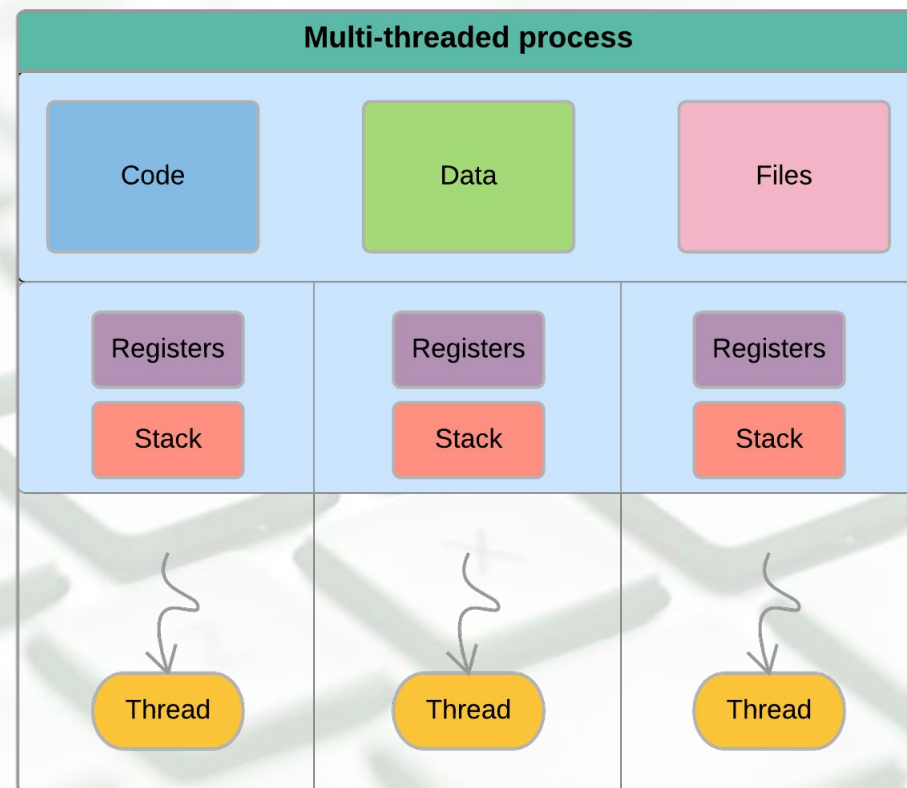 Multi-threaded process
Code
Data
Files
Registers
Registers
Registers
Stack
Stack
Stack
Thread
Thread
Thread